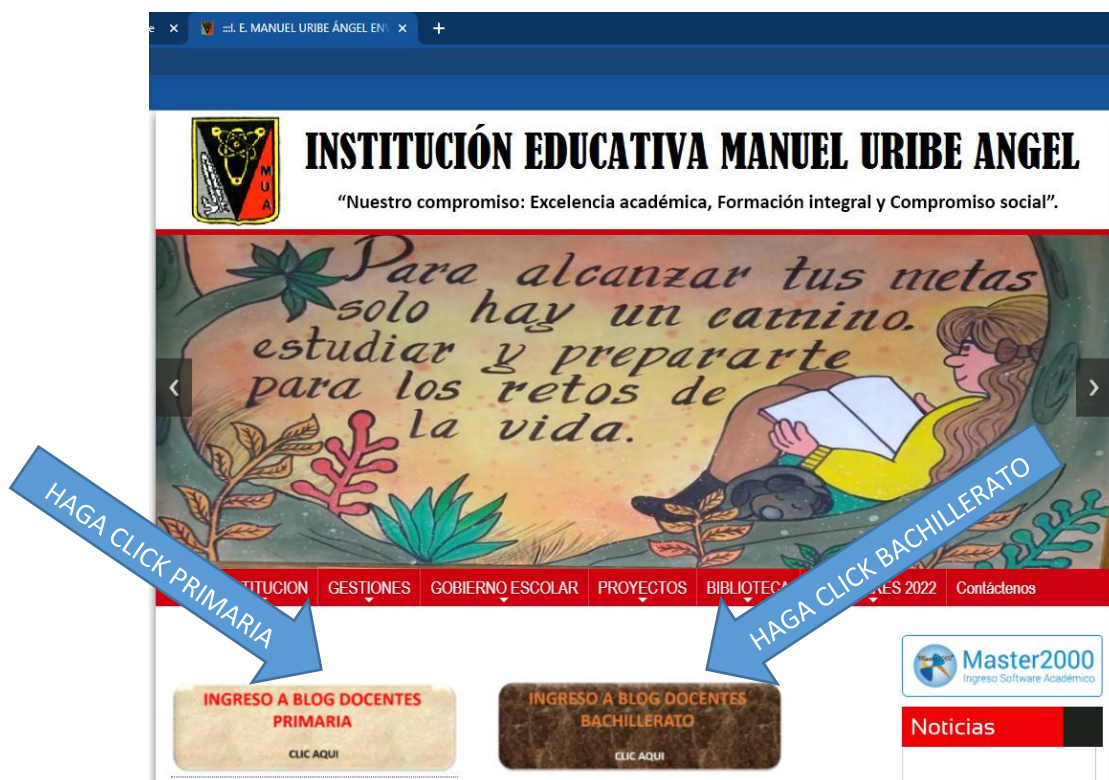 e
:::I. E. MANUEL URIBE ÁNGEL EN
M
U
A
INSTITUCIÓN EDUCATIVA MANUEL URIBE ANGEL
“Nuestro compromiso: Excelencia académica, Formación integral y Compromiso social”.
Para alcanzar tus metas
solo hay un camino.
estudiar y prepararte
para los retos de
la vida.
HAGA CLICK PRIMARIA
HAGA CLICK BACHILLERATO
GESTIONES GOBIERNO ESCOLAR PROYECTOS 2022 Contáctenos
Master2000
Ingreso Software Académico
INGRESO A BLOG DOCENTES
PRIMARIA
CLIC AQUI
INGRESO A BLOG DOCENTES
BACHILLERATO
CLIC AQUI
Noticias